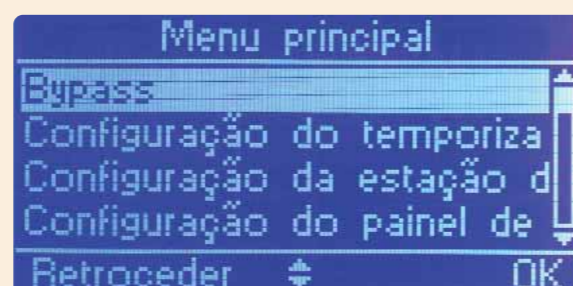 Menu principal
Bypass
Configuração do temporiza
Configuração da estação d
Configuração do painel de
Retroceder OK